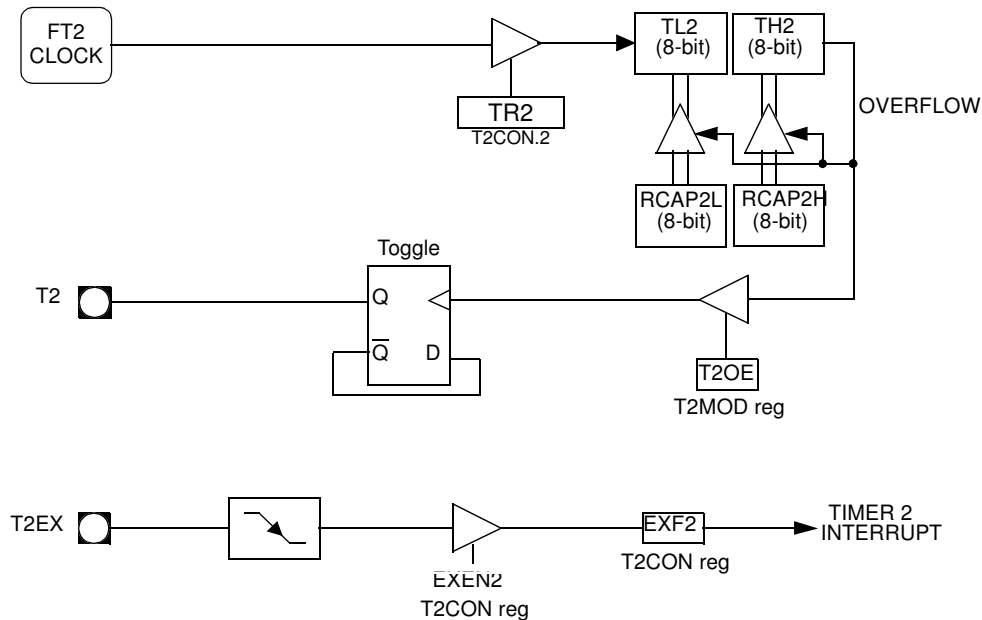 FT2
CLOCK
TL2
(8-bit)
TH2
(8-bit)
TR2
T2CON.2
OVERFLOW
RCAP2L
(8-bit)
RCAP2H
(8-bit)
Toggle
T2
Q
Q̅
D
T2OE
T2MOD reg
T2EX
EXEN2
T2CON reg
EXF2
T2CON reg
TIMER 2
INTERRUPT